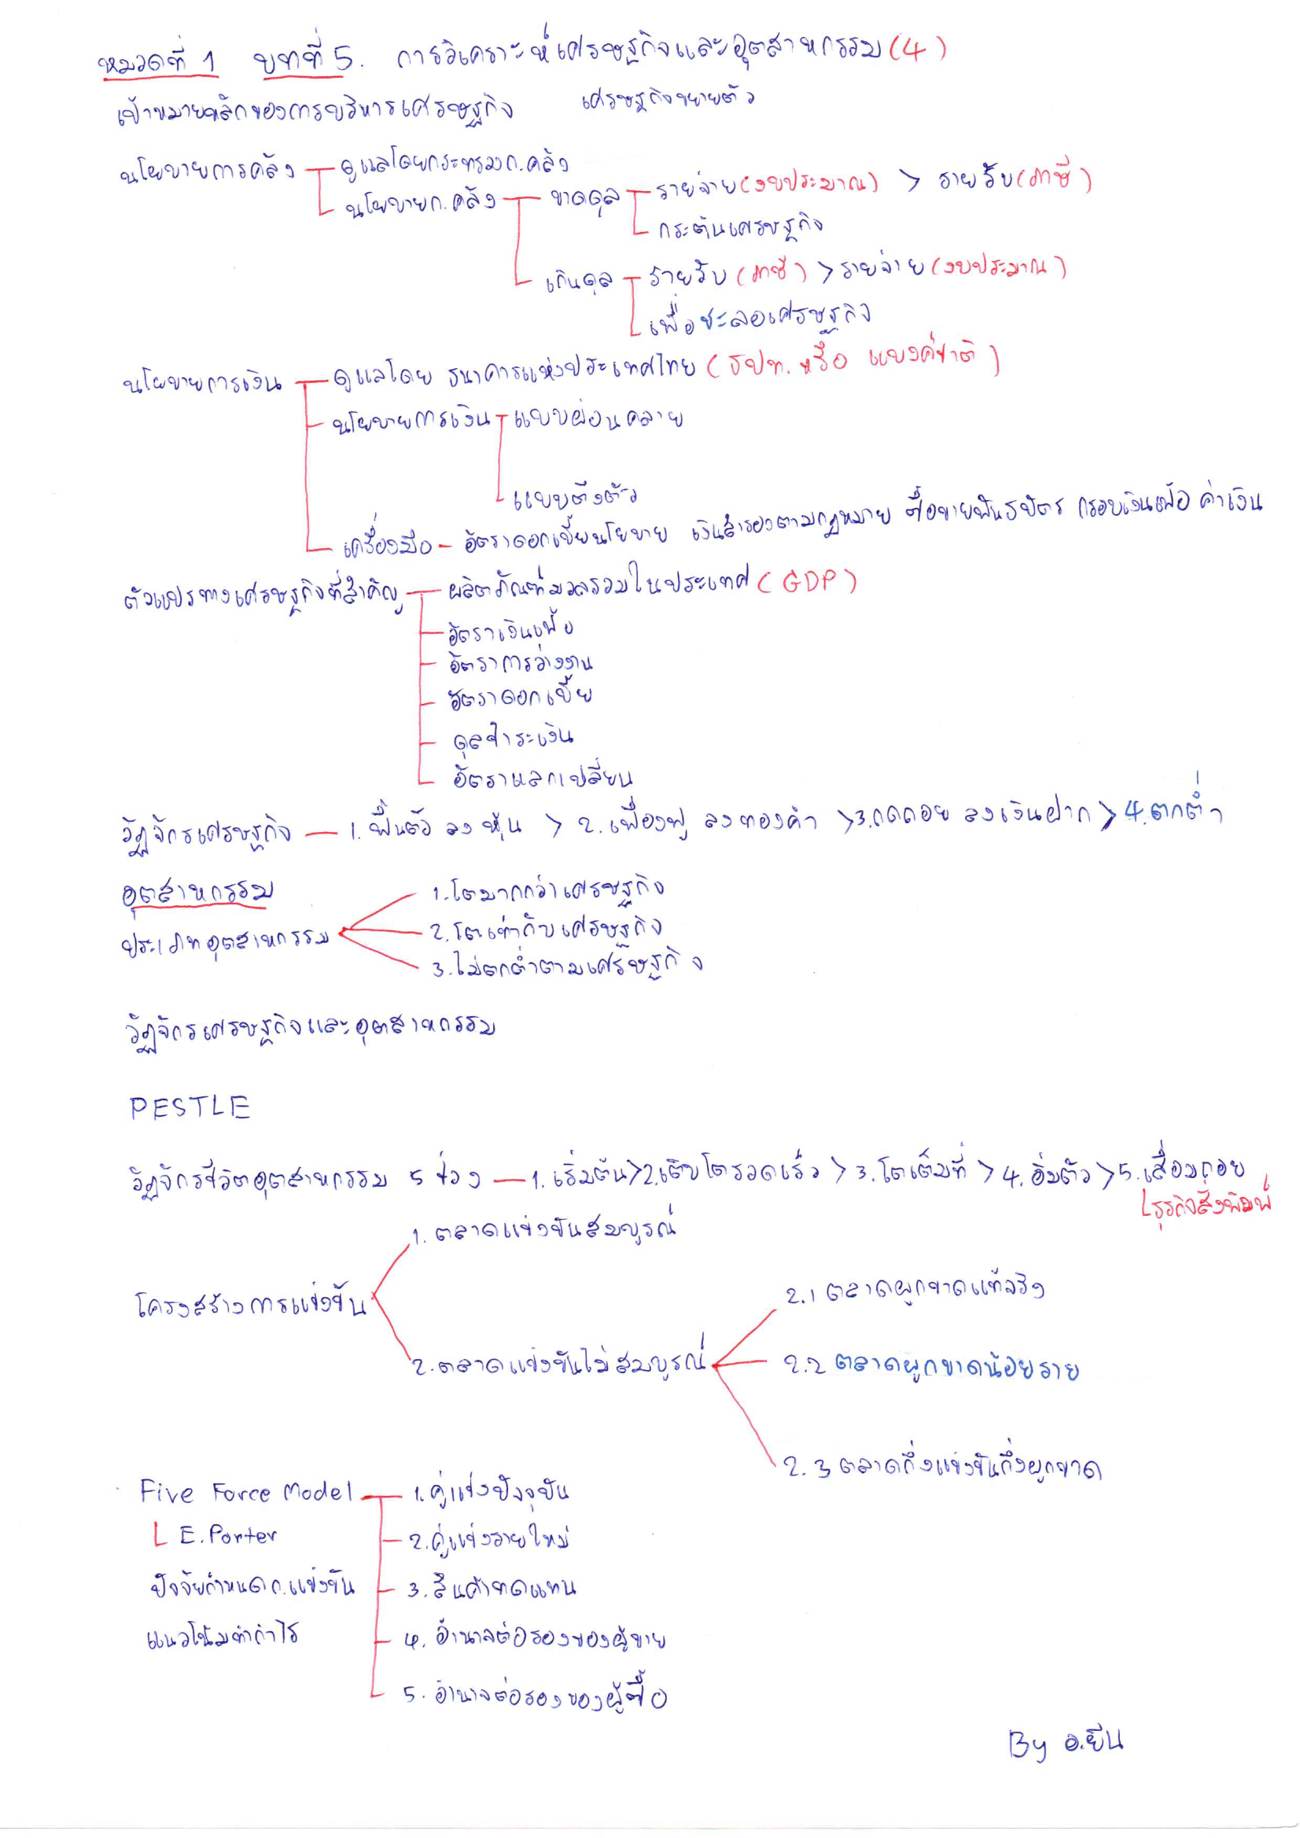 หมวดที่ 1 บทที่ 5. การวิเคราะห์เศรษฐกิจและอุตสาหกรรม (4)
เป้าหมายหลักของการบริหารเศรษฐกิจ เศรษฐกิจขยายตัว
นโยบายการคลัง ดูแลโดยกระทรวงก.คลัง
นโยบายก.คลัง ขาดดุล รายจ่าย (งบประมาณ) > รายรับ (ภาษี)
กระตุ้นเศรษฐกิจ
เกินดุล รายรับ (ภาษี) > รายจ่าย (งบประมาณ)
เพื่อชะลอเศรษฐกิจ
นโยบายการเงิน ดูแลโดย ธนาคารแห่งประเทศไทย (ธปท. หรือ แบงค์ชาติ)
นโยบายการเงิน แบบผ่อนคลาย
แบบตึงตัว
เครื่องมือ - อัตราดอกเบี้ยนโยบาย เงินสำรองตามกฎหมาย ซื้อขายพันธบัตร กรอบเงินเฟ้อ ค่าเงิน
ตัวแปรทางเศรษฐกิจที่สำคัญ ผลิตภัณฑ์มวลรวมในประเทศ (GDP)
อัตราเงินเฟ้อ
อัตราการว่างงาน
อัตราดอกเบี้ย
ดุลชำระเงิน
อัตราแลกเปลี่ยน
วัฏจักรเศรษฐกิจ — 1. ฟื้นตัว ลงหุ้น > 2. เฟื่องฟู ลงทองคำ > 3. ถดถอย ลงเงินฝาก > 4. ตกต่ำ
อุตสาหกรรม
ประเภทอุตสาหกรรม
1. โตมากกว่าเศรษฐกิจ
2. โตเท่ากับเศรษฐกิจ
3. ไม่ตกต่ำตามเศรษฐกิจ
วัฏจักรเศรษฐกิจและอุตสาหกรรม
PESTLE
วัฏจักรชีวิตอุตสาหกรรม 5 ช่วง — 1. เริ่มต้น > 2. เติบโตรวดเร็ว > 3. โตเต็มที่ > 4. อิ่มตัว > 5. เสื่อมถอย
ธุรกิจสิ่งพิมพ์
โครงสร้างการแข่งขัน
1. ตลาดแข่งขันสมบูรณ์
2. ตลาดแข่งขันไม่สมบูรณ์
2.1 ตลาดผูกขาดแท้จริง
2.2 ตลาดผูกขาดน้อยราย
2.3 ตลาดกึ่งแข่งขันกึ่งผูกขาด
Five Force Model 1. คู่แข่งปัจจุบัน
E. Porter 2. คู่แข่งรายใหม่
ปัจจัยกำหนดก.แข่งขัน 3. สินค้าทดแทน
แนวโน้มทำกำไร 4. อำนาจต่อรองของผู้ขาย
5. อำนาจต่อรองของผู้ซื้อ
By อ.ยีน